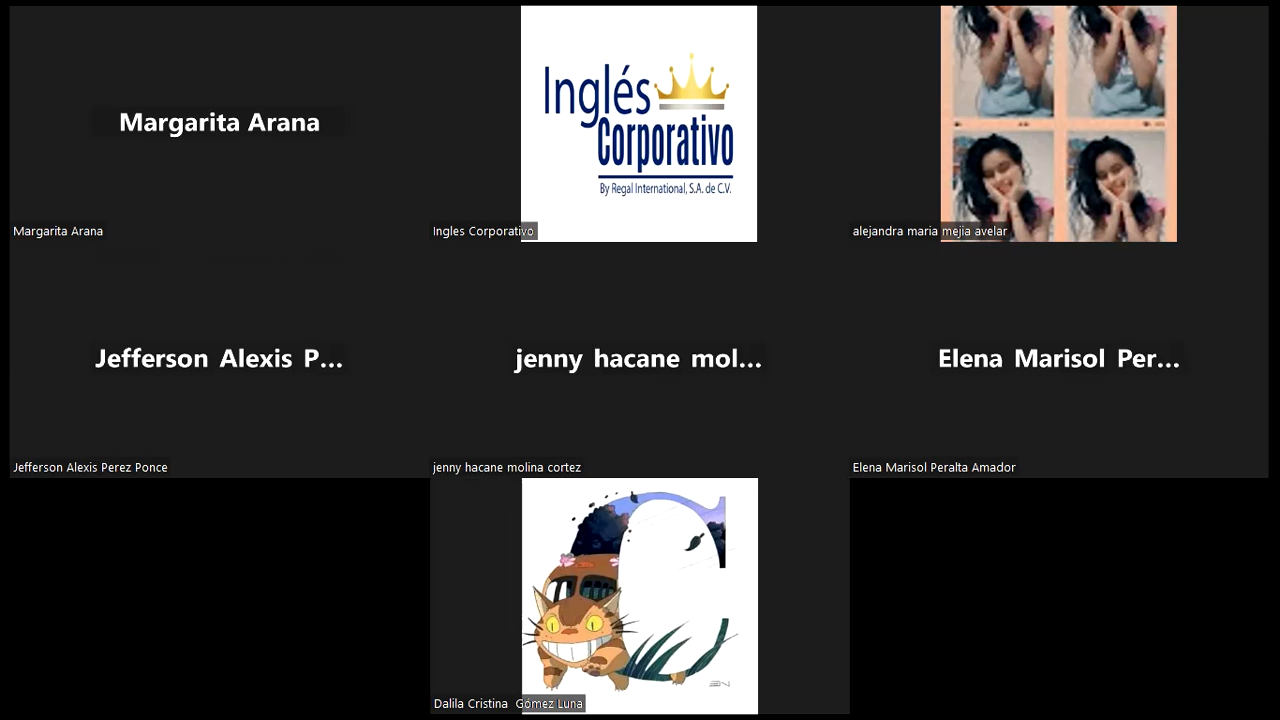 Margarita Arana
Margarita Arana
Inglés
Corporativo
By Regal International, S.A. de C.V.
Ingles Corporativo
alejandra maria mejia avelar
Jefferson Alexis P...
Jefferson Alexis Perez Ponce
jenny hacane mol...
jenny hacane molina cortez
Elena Marisol Per...
Elena Marisol Peralta Amador
Dalila Cristina Gómez Luna